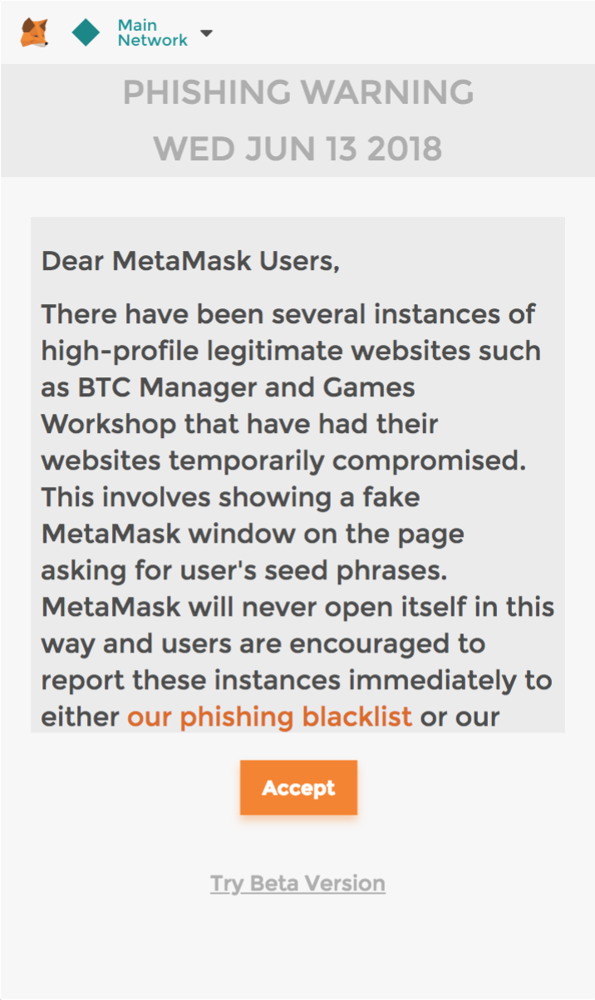 Main
Network
PHISHING WARNING
WED JUN 13 2018
Dear MetaMask Users,
There have been several instances of
high-profile legitimate websites such
as BTC Manager and Games
Workshop that have had their
websites temporarily compromised.
This involves showing a fake
MetaMask window on the page
asking for user's seed phrases.
MetaMask will never open itself in this
way and users are encouraged to
report these instances immediately to
either our phishing blacklist or our
Accept
Try Beta Version